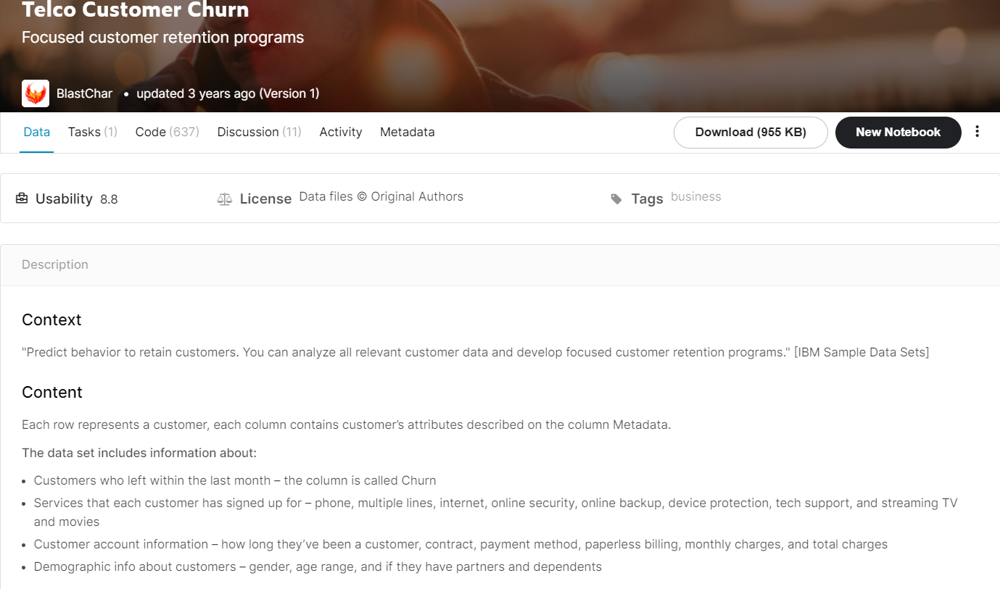 Telco Customer Churn
Focused customer retention programs
BlastChar • updated 3 years ago (Version 1)
Data Tasks (1) Code (637) Discussion (11) Activity Metadata Download (955 KB) New Notebook
Usability 8.8 License Data files © Original Authors Tags business
Description
Context
"Predict behavior to retain customers. You can analyze all relevant customer data and develop focused customer retention programs." [IBM Sample Data Sets]
Content
Each row represents a customer, each column contains customer’s attributes described on the column Metadata.
The data set includes information about:
• Customers who left within the last month – the column is called Churn
• Services that each customer has signed up for – phone, multiple lines, internet, online security, online backup, device protection, tech support, and streaming TV
and movies
• Customer account information – how long they’ve been a customer, contract, payment method, paperless billing, monthly charges, and total charges
• Demographic info about customers – gender, age range, and if they have partners and dependents